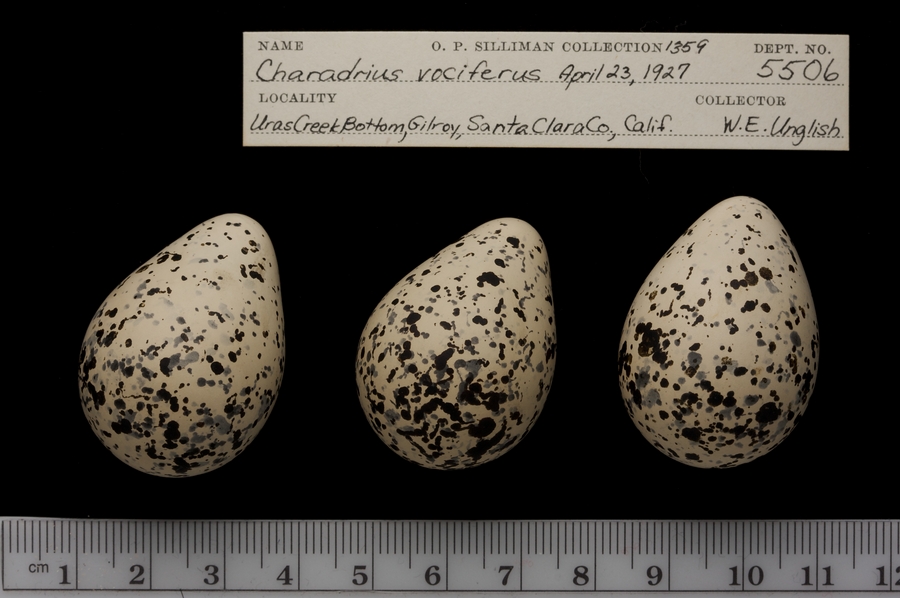 NAME O. P. SILLIMAN COLLECTION 1359 DEPT. NO.
Charadrius vociferus April 23, 1927 5506
LOCALITY COLLECTOR
Uras Creek Bottom, Gilroy, Santa Clara Co., Calif. W. E. Unglish
cm 1 2 3 4 5 6 7 8 9 10 11 12